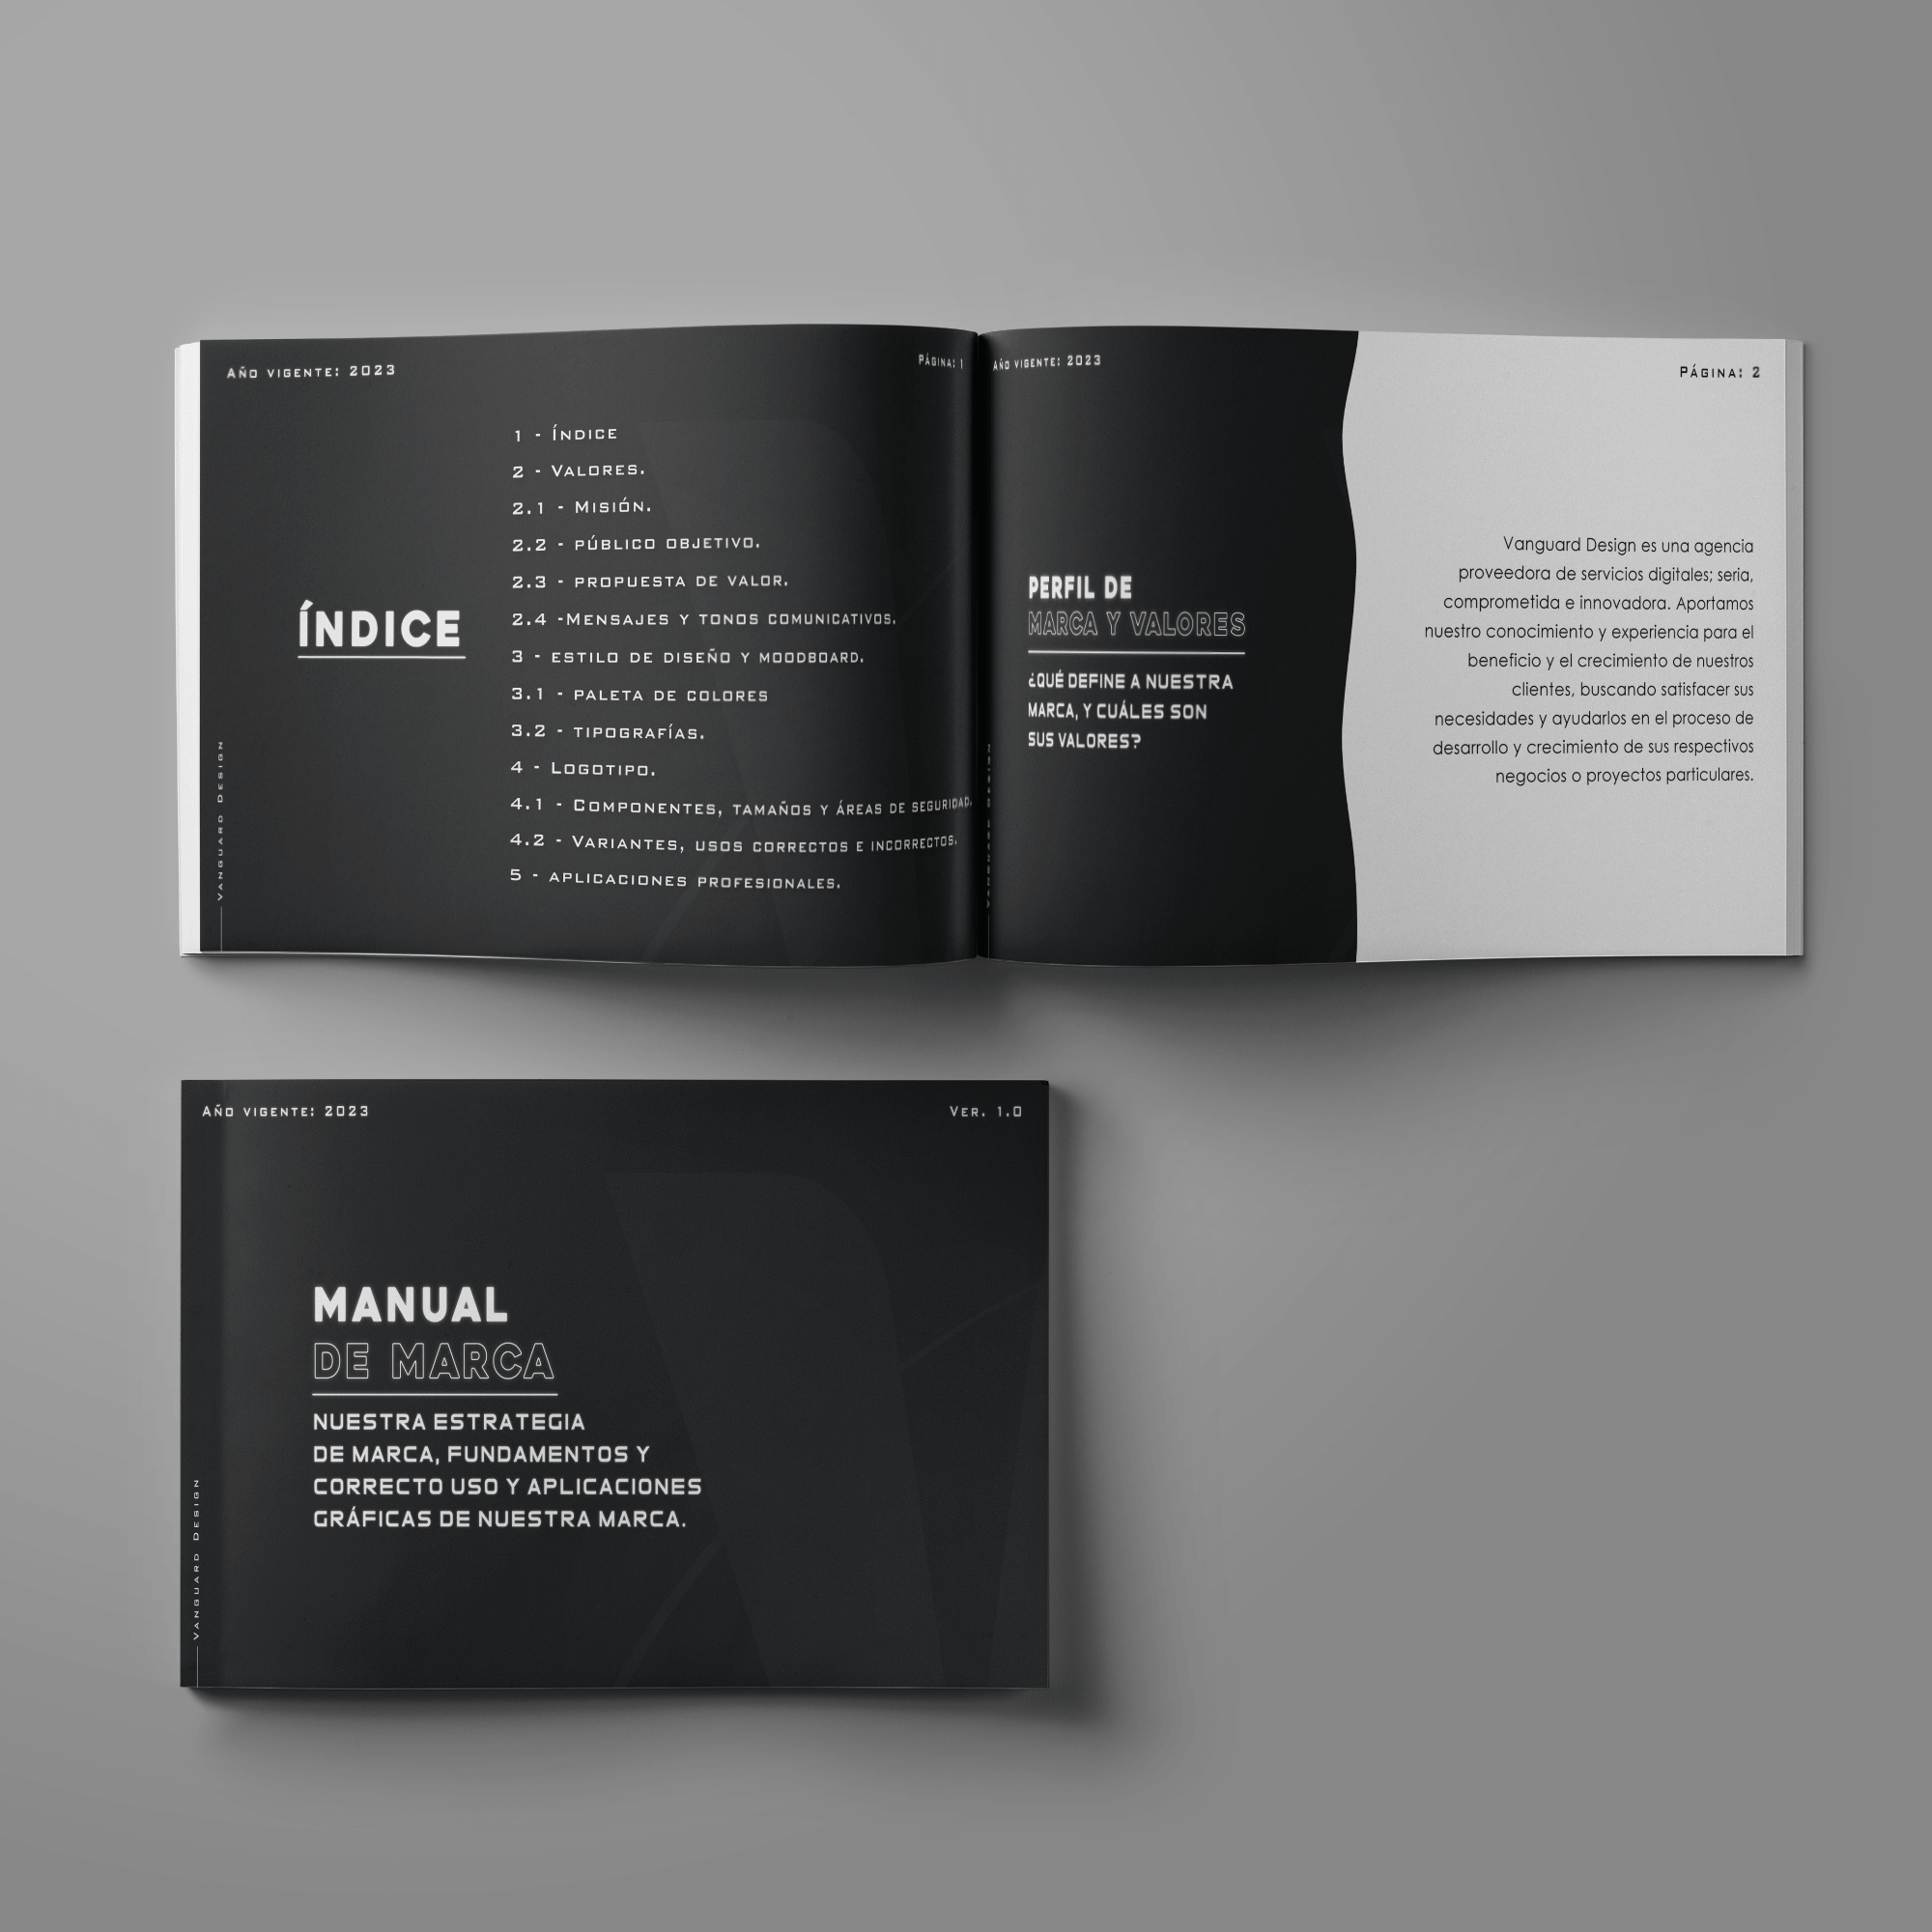 Año vigente: 2023
Página: 1
ÍNDICE
1 - Índice
2 - Valores.
2.1 - Misión.
2.2 - público objetivo.
2.3 - propuesta de valor.
2.4 -Mensajes y tonos comunicativos.
3 - estilo de diseño y moodboard.
3.1 - paleta de colores
3.2 - tipografías.
4 - Logotipo.
4.1 - Componentes, tamaños y áreas de seguridad.
4.2 - Variantes, usos correctos e incorrectos.
5 - aplicaciones profesionales.
Vanguard Design
Año vigente: 2023
Página: 2
PERFIL DE
MARCA Y VALORES
¿QUÉ DEFINE A NUESTRA
MARCA, Y CUÁLES SON
SUS VALORES?
Vanguard Design es una agencia
proveedora de servicios digitales; seria,
comprometida e innovadora. Aportamos
nuestro conocimiento y experiencia para el
beneficio y el crecimiento de nuestros
clientes, buscando satisfacer sus
necesidades y ayudarlos en el proceso de
desarrollo y crecimiento de sus respectivos
negocios o proyectos particulares.
Año vigente: 2023
Ver. 1.0
MANUAL
DE MARCA
NUESTRA ESTRATEGIA
DE MARCA, FUNDAMENTOS Y
CORRECTO USO Y APLICACIONES
GRÁFICAS DE NUESTRA MARCA.
Vanguard Design